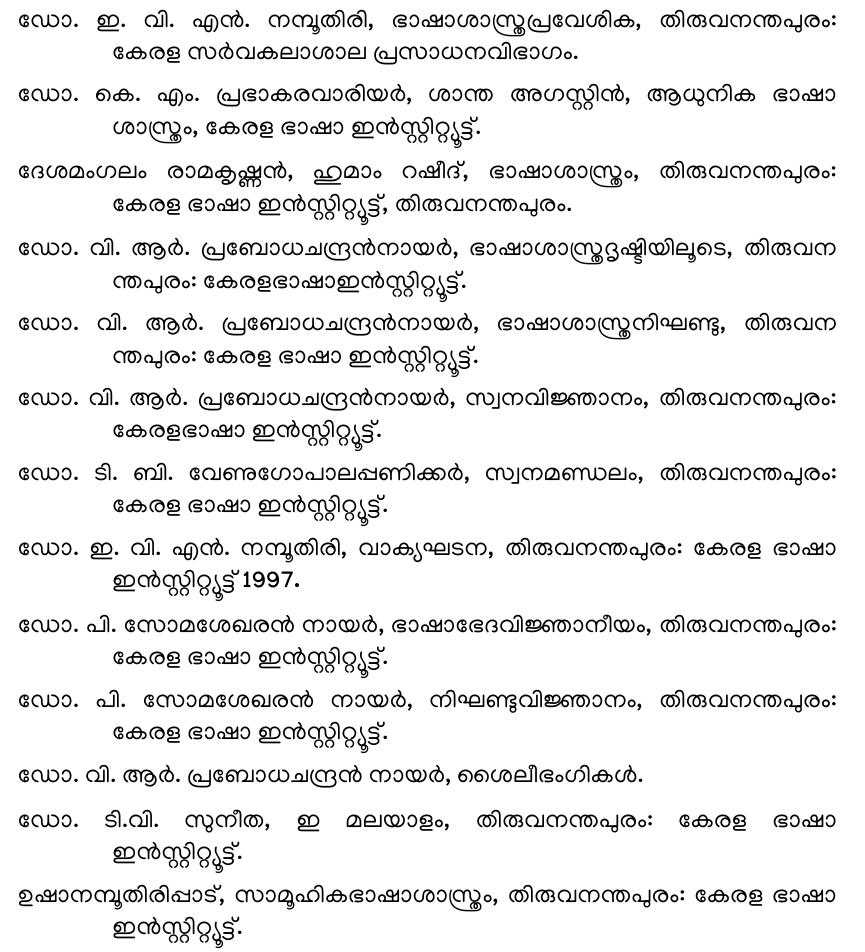 ഡോ. ഇ. വി. എൻ. നമ്പൂതിരി, ഭാഷാശാസ്ത്രപ്രവേശിക, തിരുവനന്തപുരം:
കേരള സർവകലാശാല പ്രസാധനവിഭാഗം.
ഡോ. കെ. എം. പ്രഭാകരവാരിയർ, ശാന്ത അഗസ്റ്റിൻ, ആധുനിക ഭാഷാ
ശാസ്ത്രം, കേരള ഭാഷാ ഇൻസ്റ്റിറ്റ്യൂട്ട്.
ദേശമംഗലം രാമകൃഷ്ണൻ, ഹുമാം റഷീദ്, ഭാഷാശാസ്ത്രം, തിരുവനന്തപുരം:
കേരള ഭാഷാ ഇൻസ്റ്റിറ്റ്യൂട്ട്, തിരുവനന്തപുരം.
ഡോ. വി. ആർ. പ്രബോധചന്ദ്രൻനായർ, ഭാഷാശാസ്ത്രദൃഷ്ടിയിലൂടെ, തിരുവന
ന്തപുരം: കേരളഭാഷാഇൻസ്റ്റിറ്റ്യൂട്ട്.
ഡോ. വി. ആർ. പ്രബോധചന്ദ്രൻനായർ, ഭാഷാശാസ്ത്രനിഘണ്ടു, തിരുവന
ന്തപുരം: കേരള ഭാഷാ ഇൻസ്റ്റിറ്റ്യൂട്ട്.
ഡോ. വി. ആർ. പ്രബോധചന്ദ്രൻനായർ, സ്വനവിജ്ഞാനം, തിരുവനന്തപുരം:
കേരളഭാഷാ ഇൻസ്റ്റിറ്റ്യൂട്ട്.
ഡോ. ടി. ബി. വേണുഗോപാലപ്പണിക്കർ, സ്വനമണ്ഡലം, തിരുവനന്തപുരം:
കേരള ഭാഷാ ഇൻസ്റ്റിറ്റ്യൂട്ട്.
ഡോ. ഇ. വി. എൻ. നമ്പൂതിരി, വാക്യഘടന, തിരുവനന്തപുരം: കേരള ഭാഷാ
ഇൻസ്റ്റിറ്റ്യൂട്ട് 1997.
ഡോ. പി. സോമശേഖരൻ നായർ, ഭാഷാഭേദവിജ്ഞാനീയം, തിരുവനന്തപുരം:
കേരള ഭാഷാ ഇൻസ്റ്റിറ്റ്യൂട്ട്.
ഡോ. പി. സോമശേഖരൻ നായർ, നിഘണ്ടുവിജ്ഞാനം, തിരുവനന്തപുരം:
കേരള ഭാഷാ ഇൻസ്റ്റിറ്റ്യൂട്ട്.
ഡോ. വി. ആർ. പ്രബോധചന്ദ്രൻ നായർ, ശൈലീഭംഗികൾ.
ഡോ. ടി.വി. സുനീത, ഇ മലയാളം, തിരുവനന്തപുരം: കേരള ഭാഷാ
ഇൻസ്റ്റിറ്റ്യൂട്ട്.
ഉഷാനമ്പൂതിരിപ്പാട്, സാമൂഹികഭാഷാശാസ്ത്രം, തിരുവനന്തപുരം: കേരള ഭാഷാ
ഇൻസ്റ്റിറ്റ്യൂട്ട്.